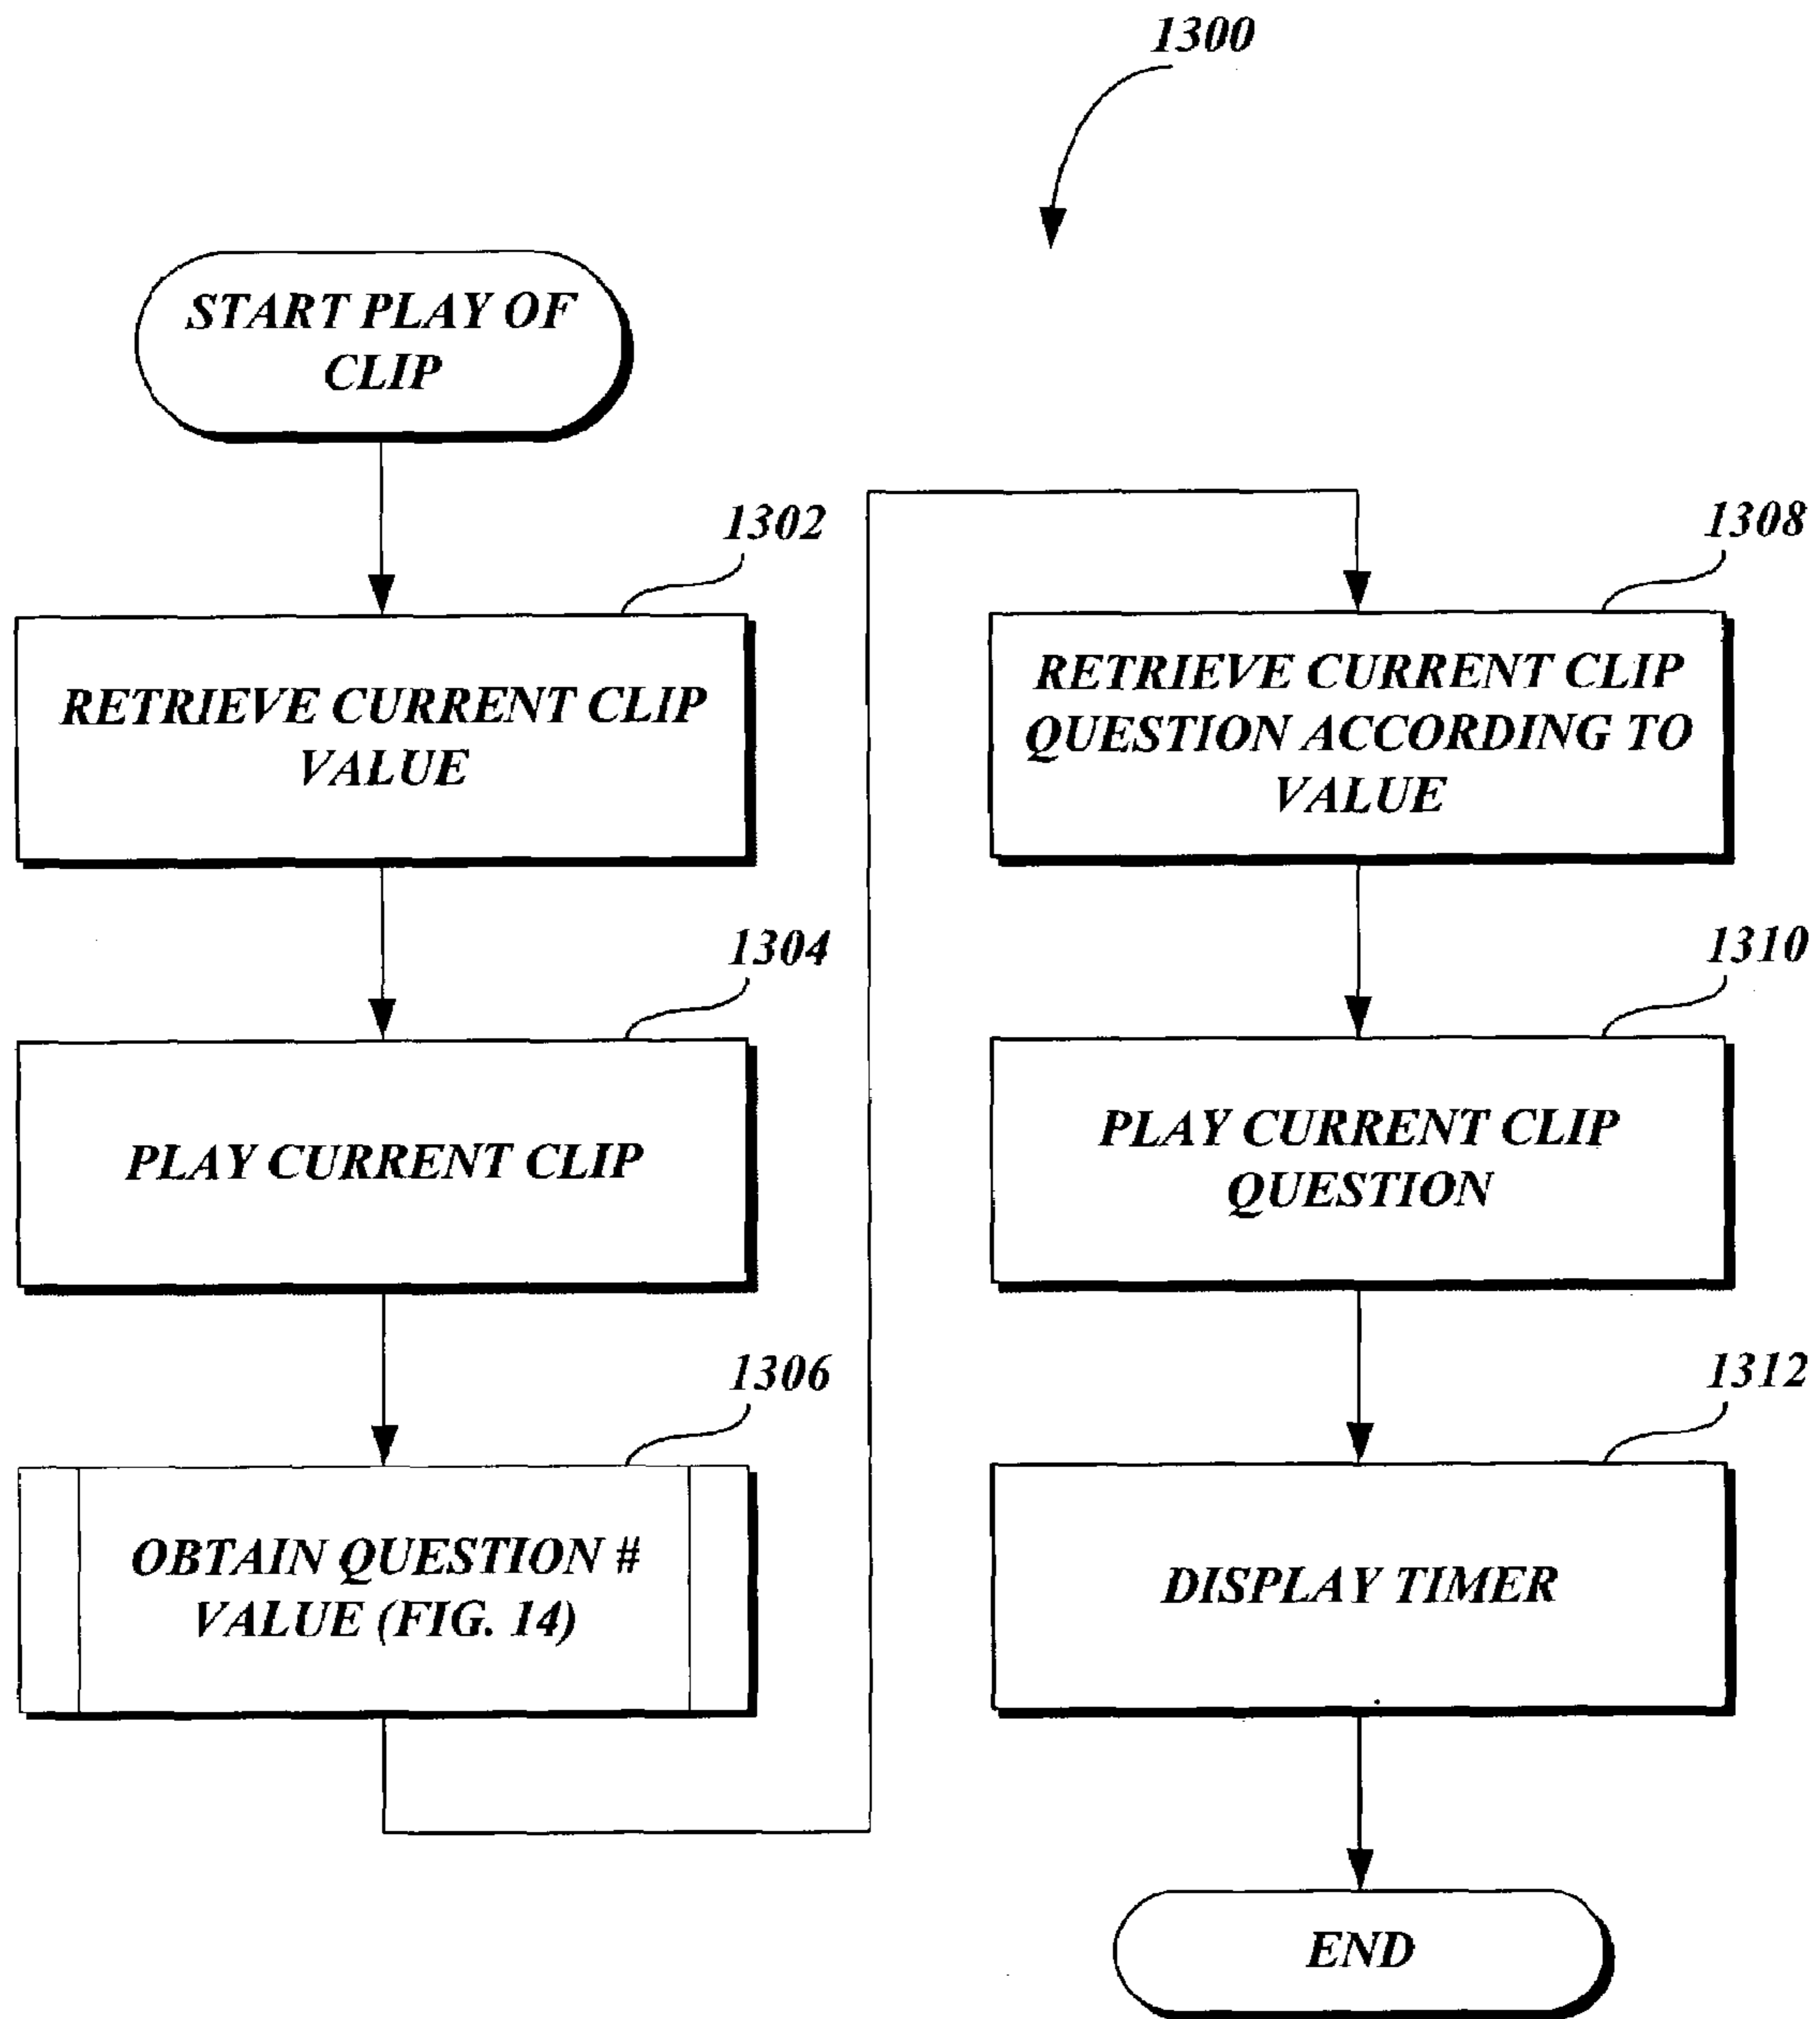 1300
START PLAY OF
CLIP
1302
RETRIEVE CURRENT CLIP
VALUE
1304
PLAY CURRENT CLIP
1306
OBTAIN QUESTION #
VALUE (FIG. 14)
1308
RETRIEVE CURRENT CLIP
QUESTION ACCORDING TO
VALUE
1310
PLAY CURRENT CLIP
QUESTION
1312
DISPLAY TIMER
END